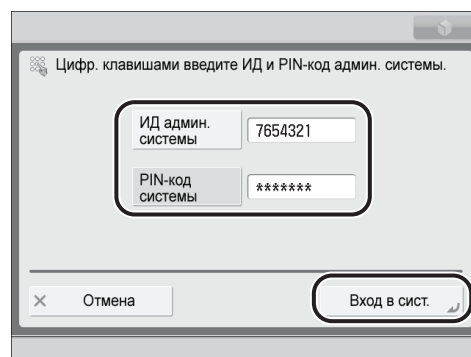 Цифр. клавишами введите ИД и PIN-код админ. системы.
ИД админ.
системы
7654321
PIN-код
системы
*******
Отмена
Вход в сист.